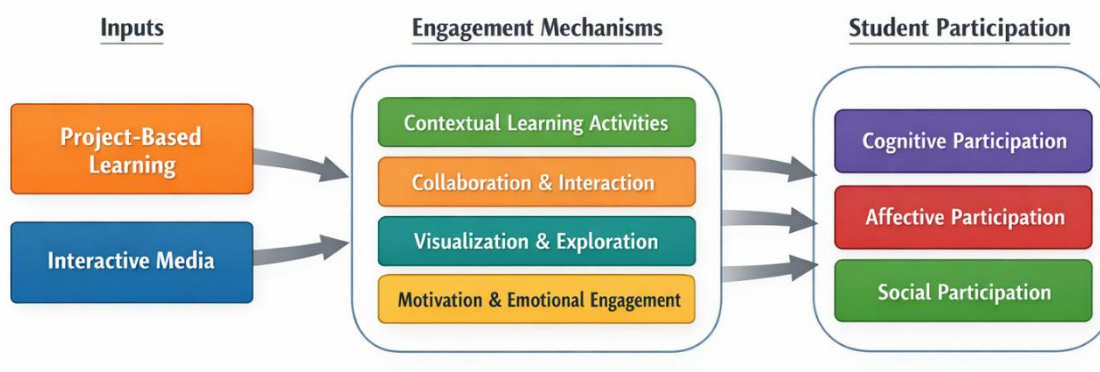 Inputs
Engagement Mechanisms
Student Participation
Project-Based
Learning
Interactive Media
Contextual Learning Activities
Collaboration & Interaction
Visualization & Exploration
Motivation & Emotional Engagement
Cognitive Participation
Affective Participation
Social Participation